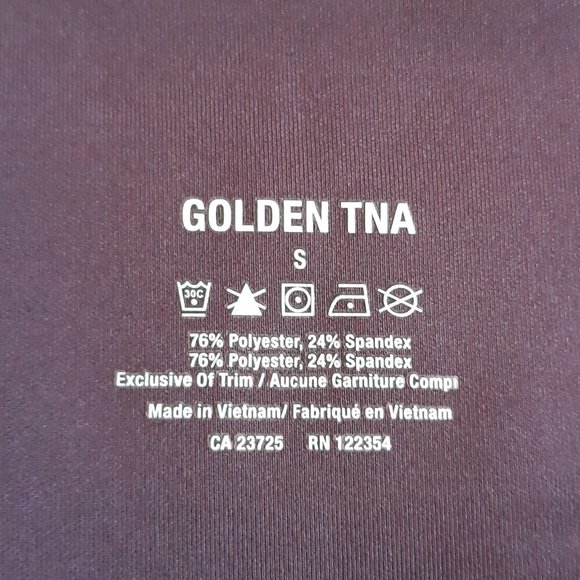 GOLDEN TNA
S
30C
76% Polyester, 24% Spandex
76% Polyester, 24% Spandex
Exclusive Of Trim / Aucune Garniture Compi
Made in Vietnam/ Fabriqué en Vietnam
CA 23725 RN 122354